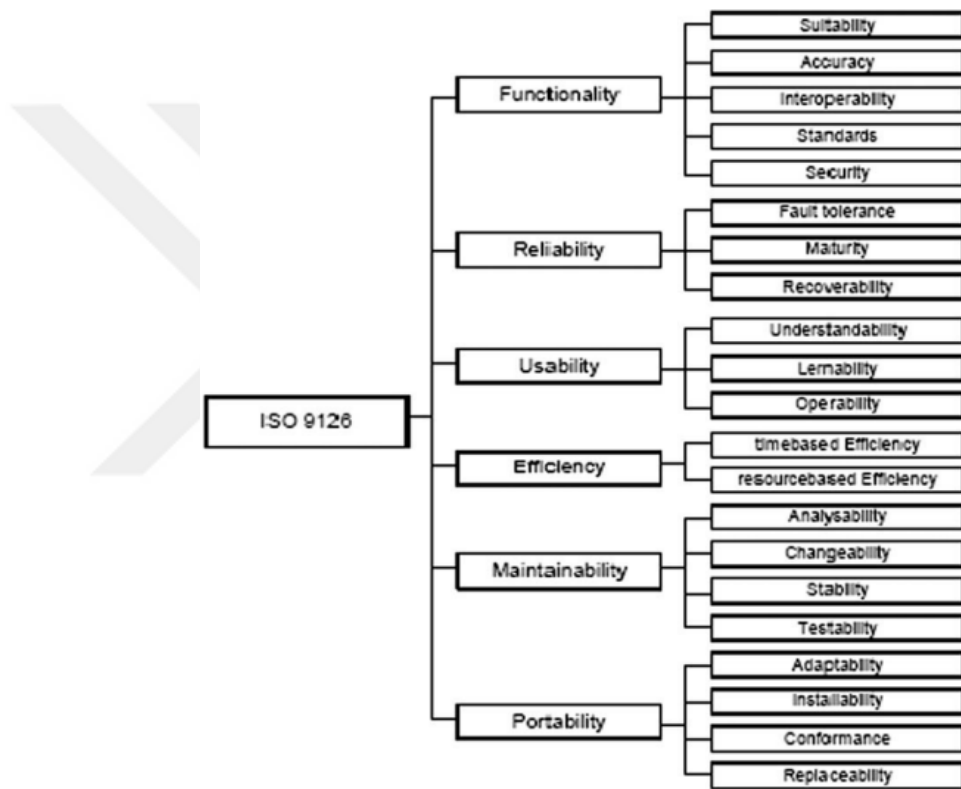 Suitability
Accuracy
Functionality
Interoperability
Standards
Security
Fault tolerance
Reliability
Maturity
Recoverability
Understandability
Usability
Lernability
Operability
ISO 9126
timebased Efficiency
Efficiency
resourcebased Efficiency
Analysability
Changeability
Maintainability
Stability
Testability
Adaptability
Installability
Portability
Conformance
Replaceability